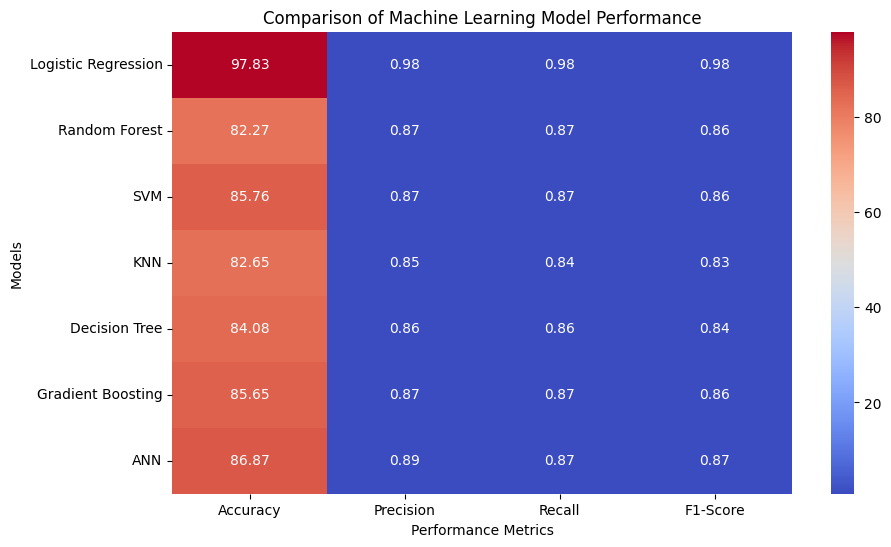 Comparison of Machine Learning Model Performance
Logistic Regression 97.83 0.98 0.98 0.98
Random Forest 82.27 0.87 0.87 0.86
SVM 85.76 0.87 0.87 0.86
KNN 82.65 0.85 0.84 0.83
Decision Tree 84.08 0.86 0.86 0.84
Gradient Boosting 85.65 0.87 0.87 0.86
ANN 86.87 0.89 0.87 0.87
Models
Accuracy Precision Recall F1-Score
Performance Metrics
80
60
40
20